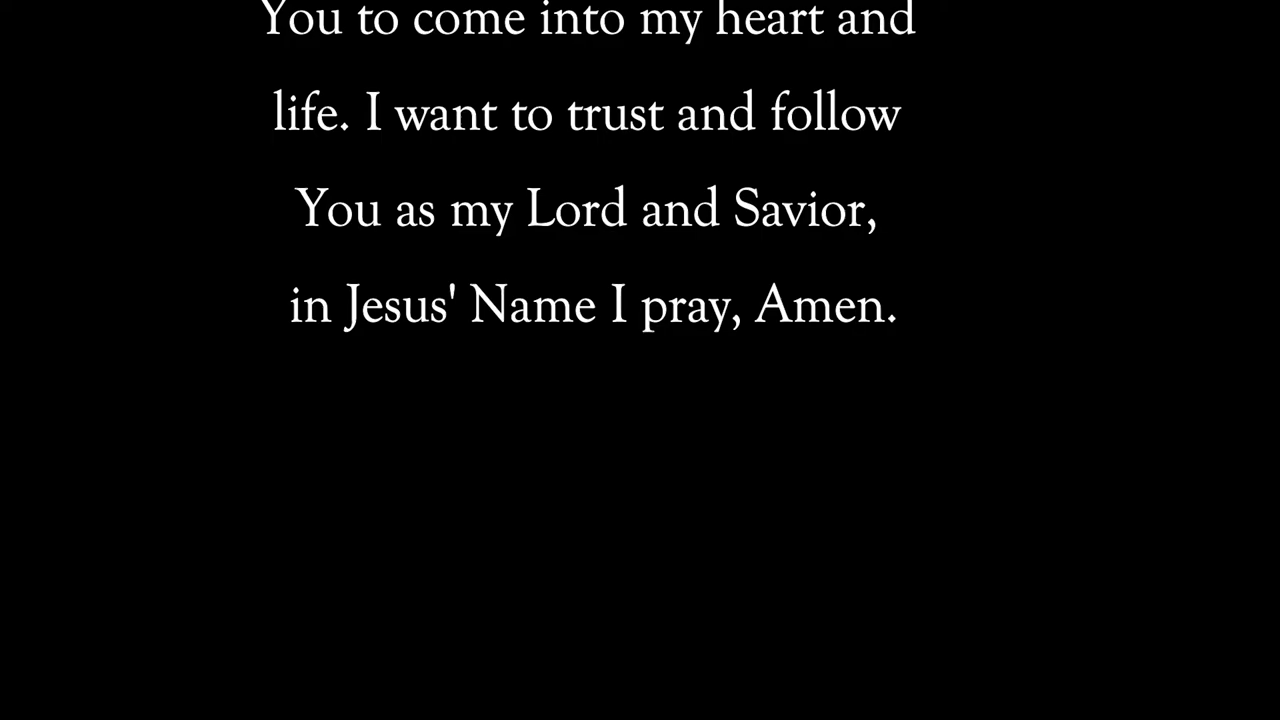 You to come into my heart and
life. I want to trust and follow
You as my Lord and Savior,
in Jesus' Name I pray, Amen.